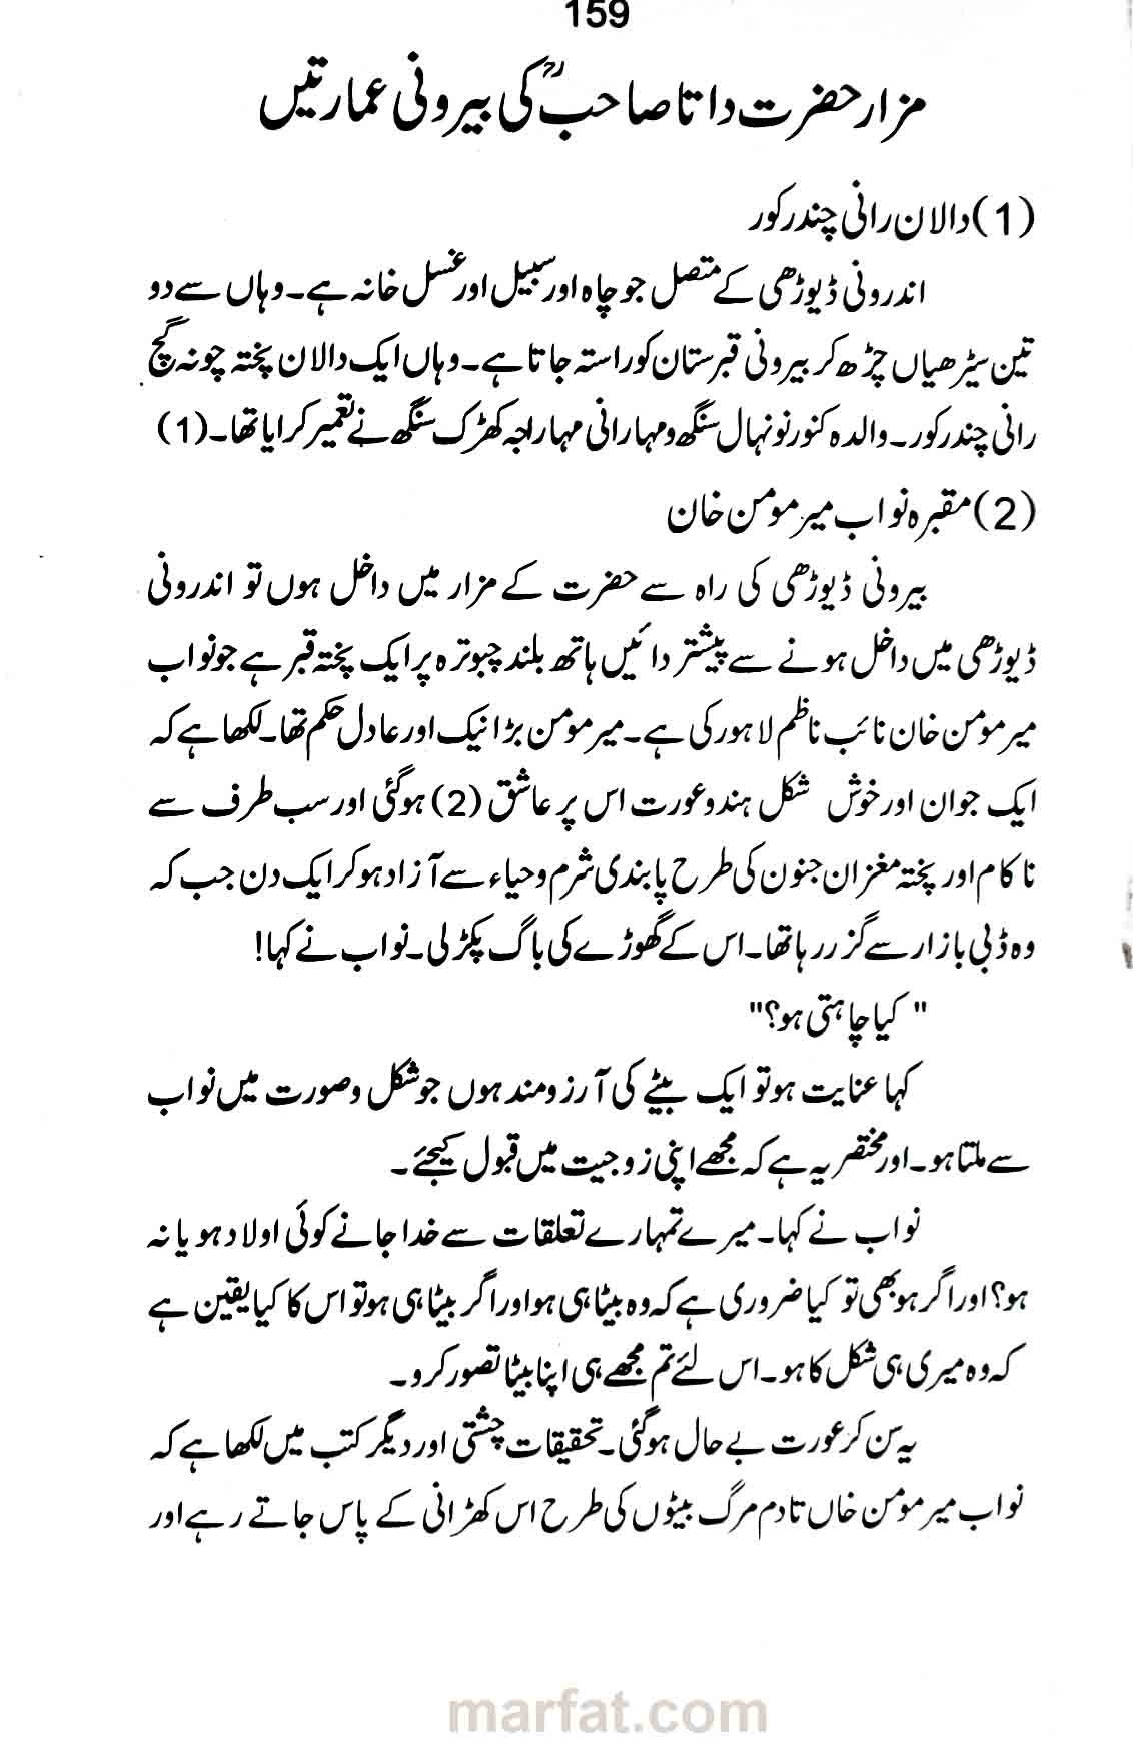 159
مزار حضرت داتا صاحبؒ کی بیرونی عمارتیں
(1) دالان رانی چندر کور
اندرونی ڈیوڑھی کے متصل جو چاہ اور سبیل اور غسل خانہ ہے۔ وہاں سے دو
تین سیڑھیاں چڑھ کر بیرونی قبرستان کو راستہ جاتا ہے۔ وہاں ایک دالان پختہ چونہ گچ
رانی چندر کور۔ والدہ کنور نونہال سنگھ و مہارانی مہاراجہ کھڑک سنگھ نے تعمیر کرایا تھا۔ (1)
(2) مقبرہ نواب میر مومن خان
بیرونی ڈیوڑھی کی راہ سے حضرت کے مزار میں داخل ہوں تو اندرونی
ڈیوڑھی میں داخل ہونے سے پیشتر دائیں ہاتھ بلند چبوترہ پر ایک پختہ قبر ہے جو نواب
میر مومن خان نائب ناظم لاہور کی ہے۔ میر مومن بڑا نیک اور عادل حکم تھا۔ لکھا ہے کہ
ایک جوان اور خوش شکل ہندو عورت اس پر عاشق (2) ہو گئی اور سب طرف سے
ناکام اور پختہ مغزان جنون کی طرح پابندی شرم و حیاء سے آزاد ہو کر ایک دن جب کہ
وہ ڈبی بازار سے گزر رہا تھا۔ اس کے گھوڑے کی باگ پکڑ لی۔ نواب نے کہا!
"کیا چاہتی ہو؟"
کہا عنایت ہو تو ایک بیٹے کی آرزو مند ہوں جو شکل و صورت میں نواب
سے ملتا ہو۔ اور مختصر یہ ہے کہ مجھے اپنی زوجیت میں قبول کیجئے۔
نواب نے کہا۔ میرے تمہارے تعلقات سے خدا جانے کوئی اولاد ہو یا نہ
ہو؟ اور اگر ہو بھی تو کیا ضروری ہے کہ وہ بیٹا ہی ہو اور اگر بیٹا ہی ہو تو اس کا کیا یقین ہے
کہ وہ میری ہی شکل کا ہو۔ اس لئے تم مجھے ہی اپنا بیٹا تصور کرو۔
یہ سن کر عورت بے حال ہو گئی۔ تحقیقات چشتی اور دیگر کتب میں لکھا ہے کہ
نواب میر مومن خاں تادم مرگ بیٹوں کی طرح اس کھڑانی کے پاس جاتے رہے اور
marfat.com